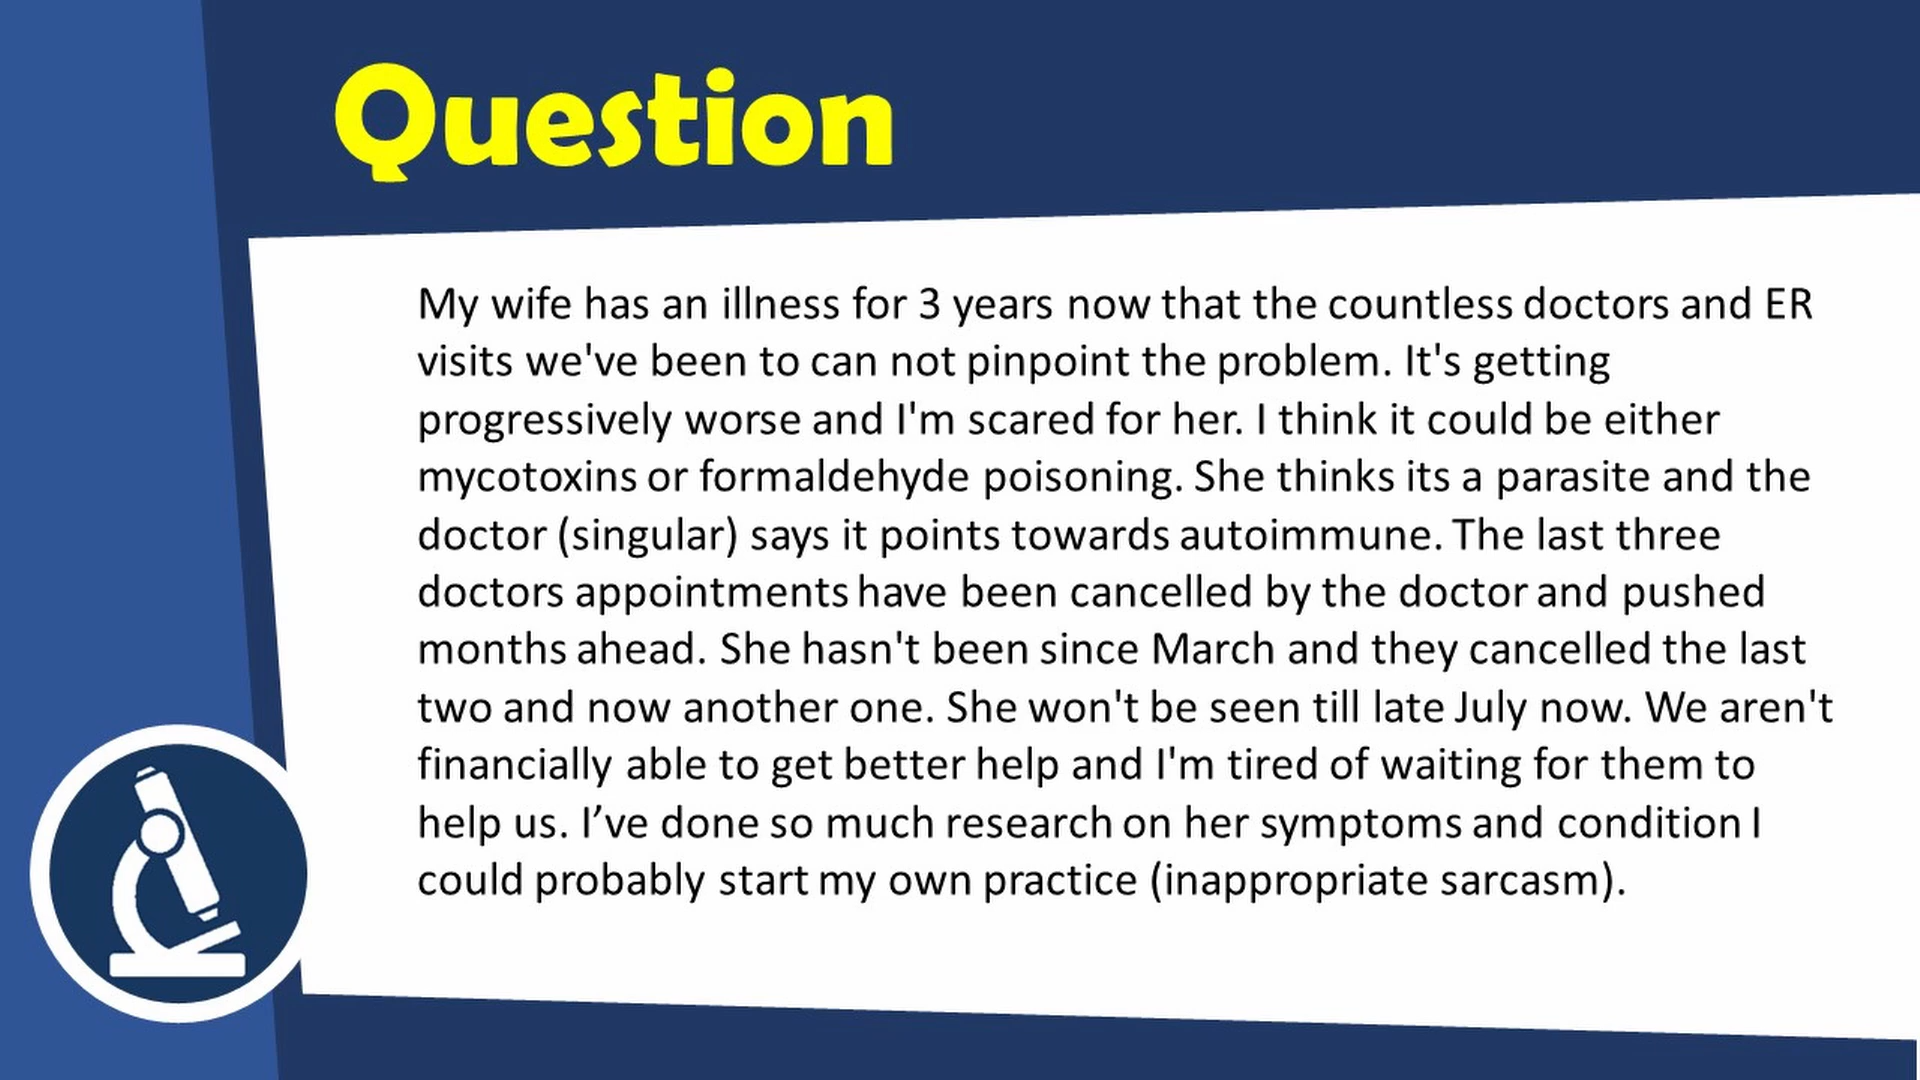 Question
My wife has an illness for 3 years now that the countless doctors and ER
visits we've been to can not pinpoint the problem. It's getting
progressively worse and I'm scared for her. I think it could be either
mycotoxins or formaldehyde poisoning. She thinks its a parasite and the
doctor (singular) says it points towards autoimmune. The last three
doctors appointments have been cancelled by the doctor and pushed
months ahead. She hasn't been since March and they cancelled the last
two and now another one. She won't be seen till late July now. We aren't
financially able to get better help and I'm tired of waiting for them to
help us. I’ve done so much research on her symptoms and condition I
could probably start my own practice (inappropriate sarcasm).